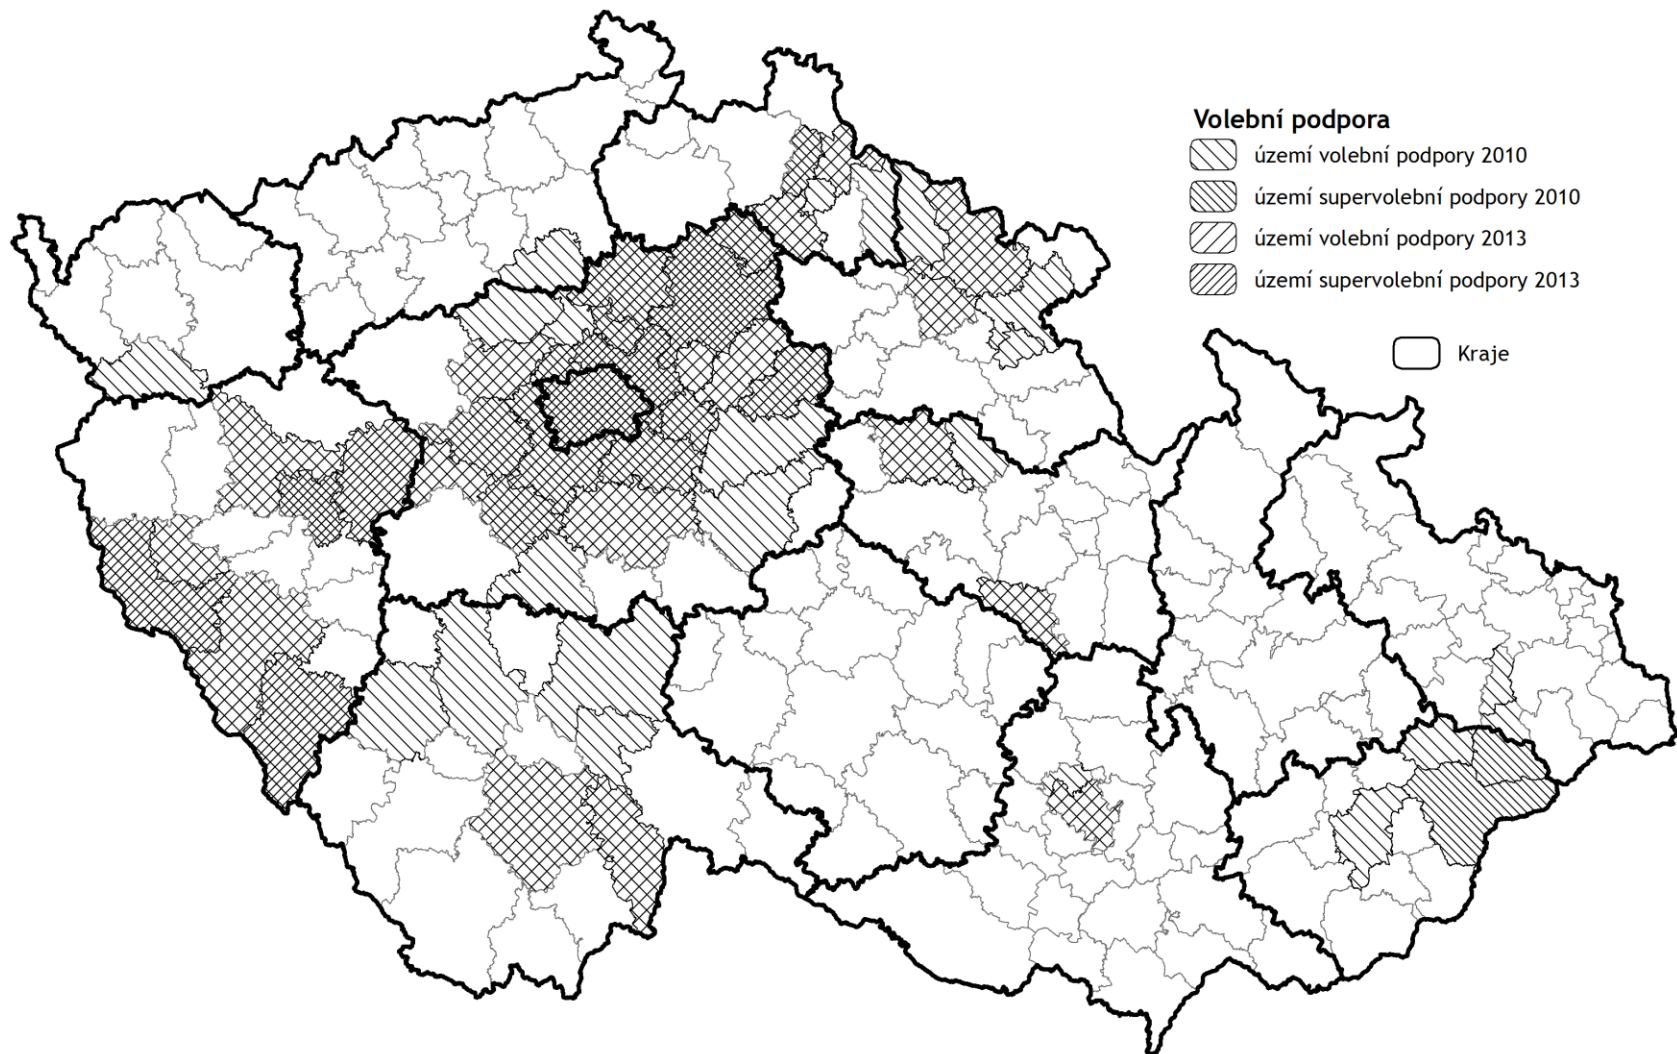 Volební podpora
území volební podpory 2010
území supervolební podpory 2010
území volební podpory 2013
území supervolební podpory 2013
Kraje